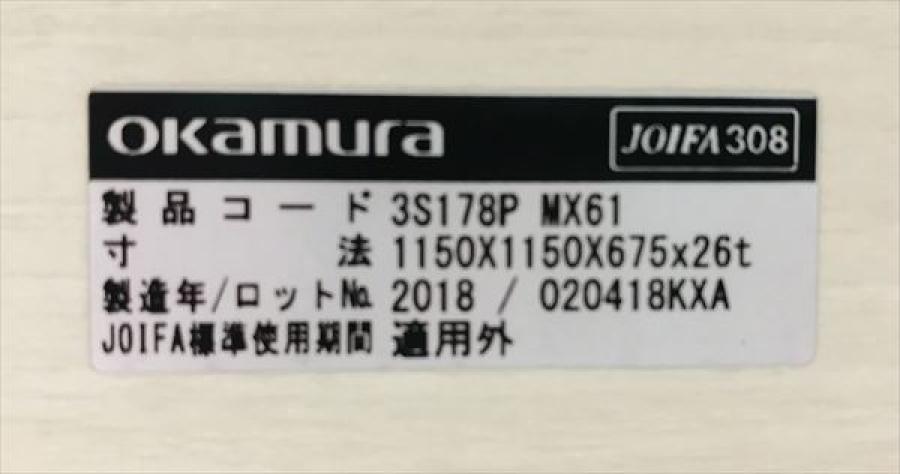 okamura JOIFA308
製品コード 3S178P MX61
寸法 1150X1150X675x26t
製造年/ロット№ 2018 / 020418KXA
JOIFA標準使用期間 適用外